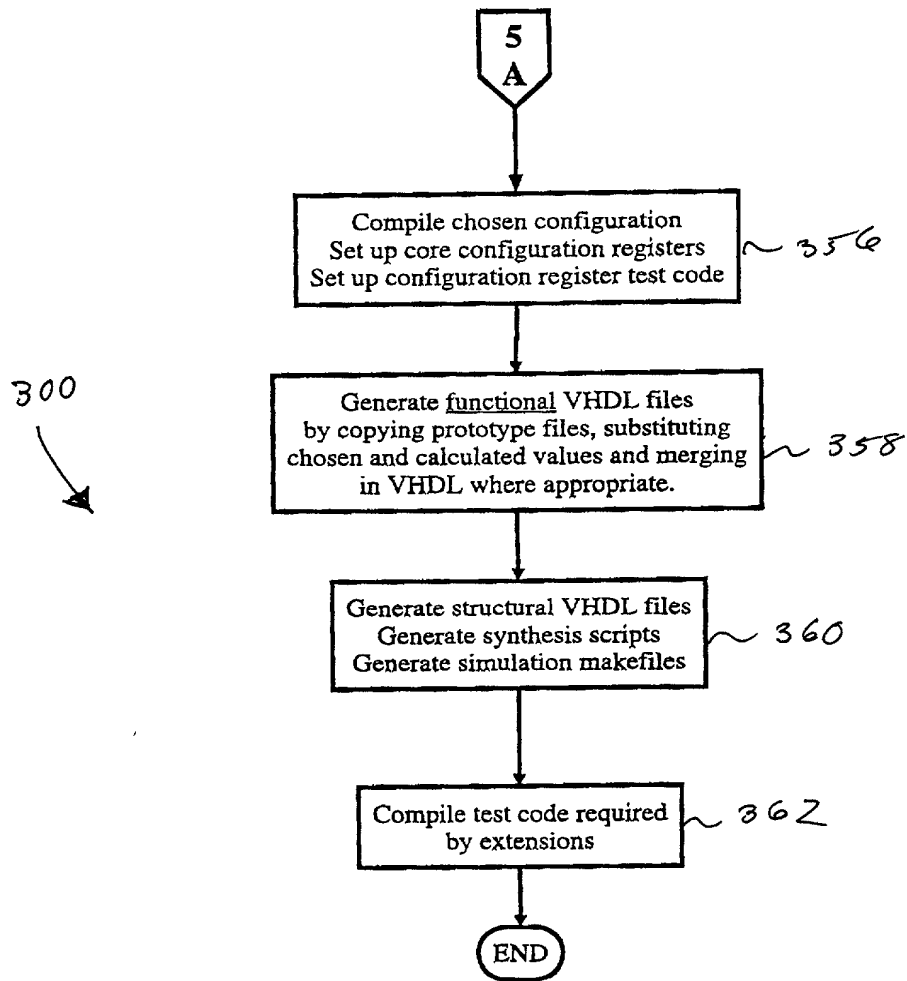 5
A
Compile chosen configuration
Set up core configuration registers
Set up configuration register test code
356
300
Generate functional VHDL files
by copying prototype files, substituting
chosen and calculated values and merging
in VHDL where appropriate.
358
Generate structural VHDL files
Generate synthesis scripts
Generate simulation makefiles
360
Compile test code required
by extensions
362
END